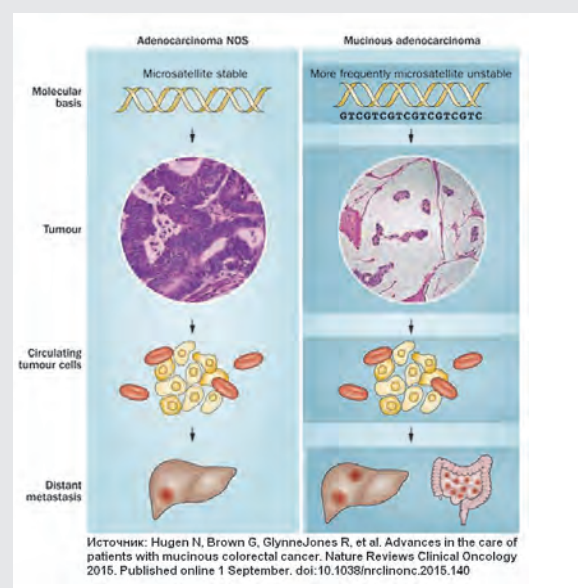 Adenocarcinoma NOS
Mucinous adenocarcinoma
Molecular basis
Microsatellite stable
More frequently microsatellite unstable
GTCGTCGTCGTCGTCGTC
Tumour
Circulating
tumour cells
Distant
metastasis
Источник: Hugen N, Brown G, GlynneJones R, et al. Advances in the care of
patients with mucinous colorectal cancer. Nature Reviews Clinical Oncology
2015. Published online 1 September. doi:10.1038/nrclinonc.2015.140